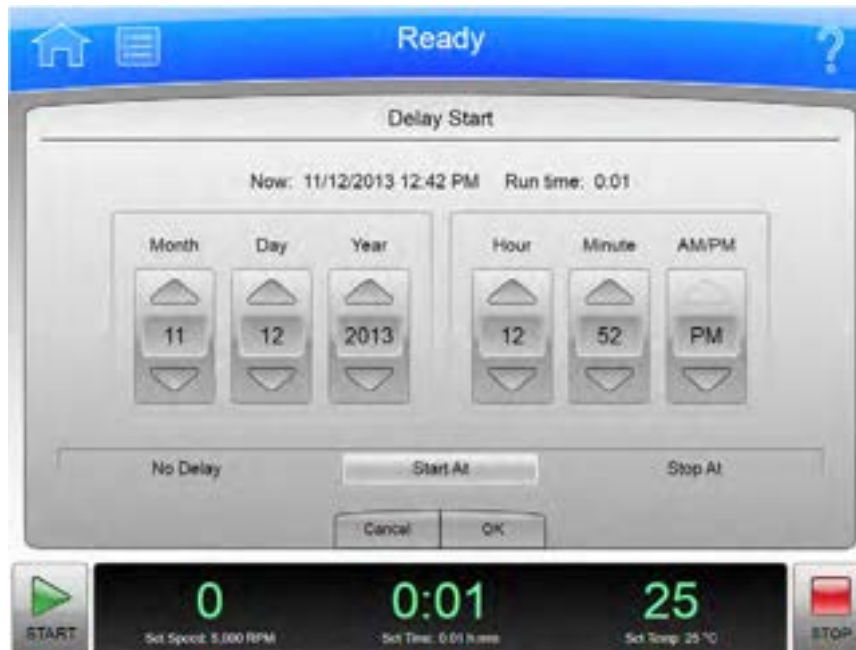 Ready
?
Delay Start
Now: 11/12/2013 12:42 PM Run time: 0:01
Month Day Year Hour Minute AM/PM
11 12 2013 12 52 PM
No Delay Start At Stop At
Cancel OK
0 0:01 25
START Set Speed: 5,000 RPM Set Time: 0:01 h:mm Set Temp: 25 °C STOP